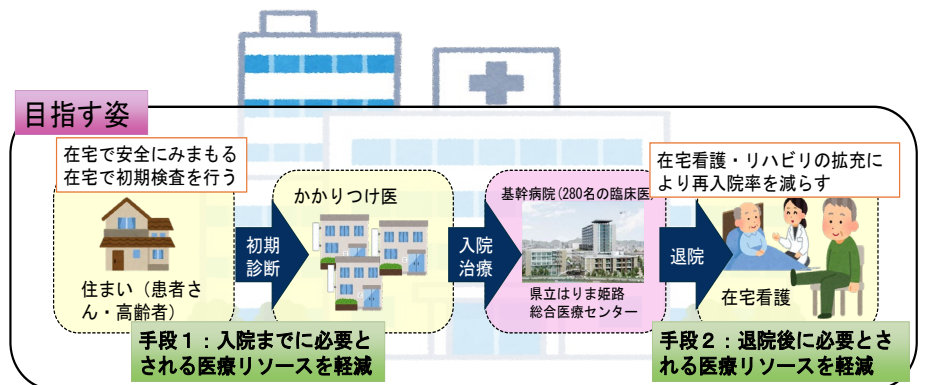 目指す姿
在宅で安全にみまもる
在宅で初期検査を行う
住まい（患者さ
ん・高齢者）
初期
診断
かかりつけ医
入院
治療
基幹病院(280名の臨床医)
県立はりま姫路
総合医療センター
退院
在宅看護・リハビリの拡充に
より再入院率を減らす
在宅看護
手段１：入院までに必要と
される医療リソースを軽減
手段２：退院後に必要とさ
れる医療リソースを軽減